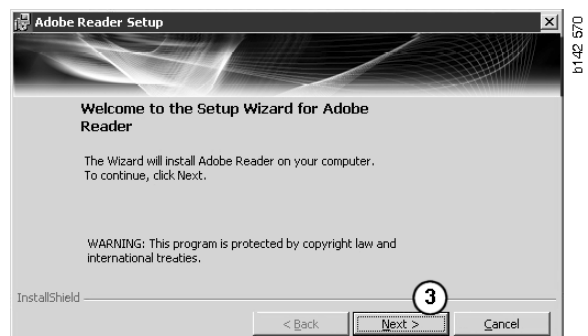 Adobe Reader Setup
b142 570
Welcome to the Setup Wizard for Adobe
Reader
The Wizard will install Adobe Reader on your computer.
To continue, click Next.
WARNING: This program is protected by copyright law and
international treaties.
InstallShield
3
< Back Next > Cancel